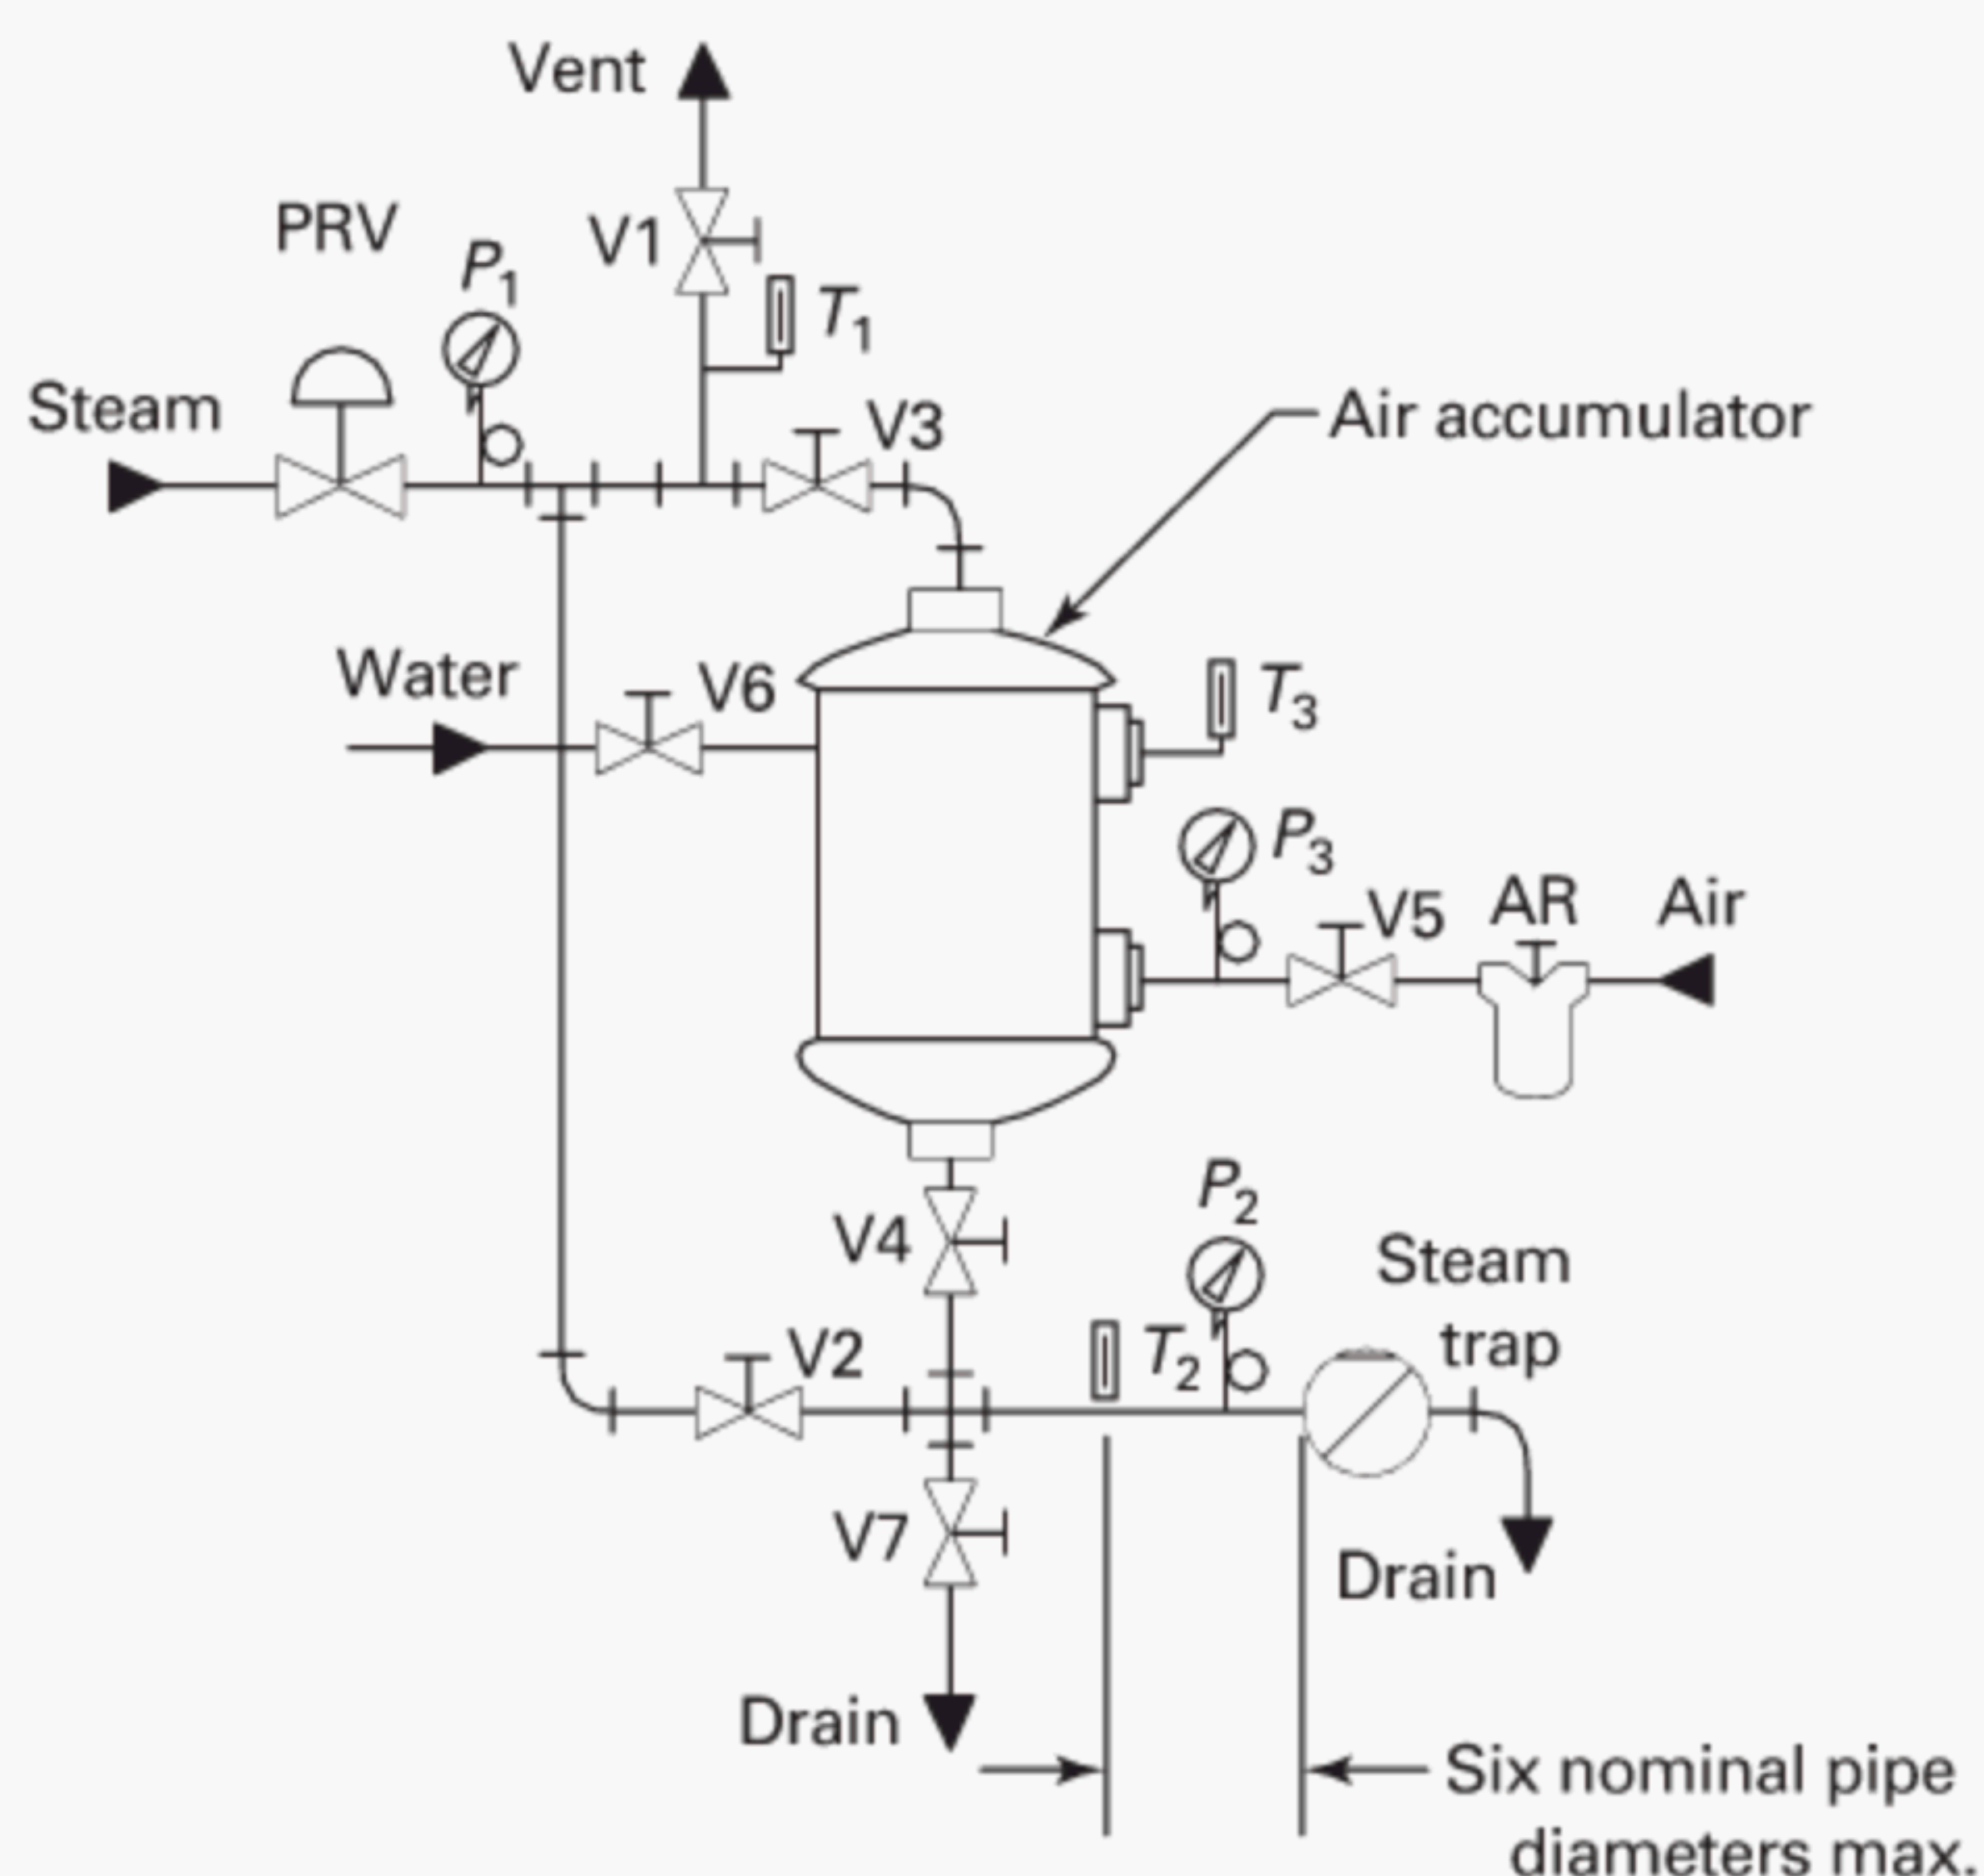 Vent
PRV
P1
V1
T1
Steam
V3
Air accumulator
Water
V6
T3
P3
V5
AR
Air
P2
V4
Steam
trap
V2
T2
V7
Drain
Drain
Six nominal pipe
diameters max.